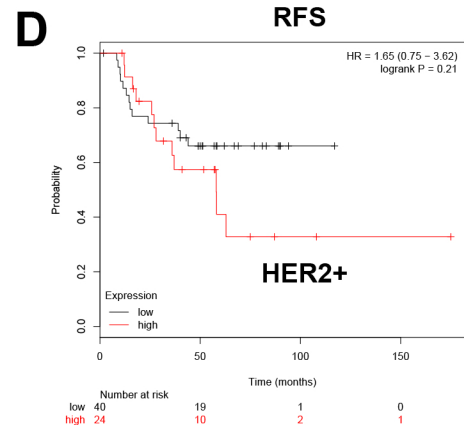 D
RFS
HR = 1.65 (0.75 − 3.62)
logrank P = 0.21
Probability
1.0
0.8
0.6
0.4
0.2
0.0
HER2+
Expression
low
high
0 50 100 150
Time (months)
Number at risk
low 40 19 1 0
high 24 10 2 1